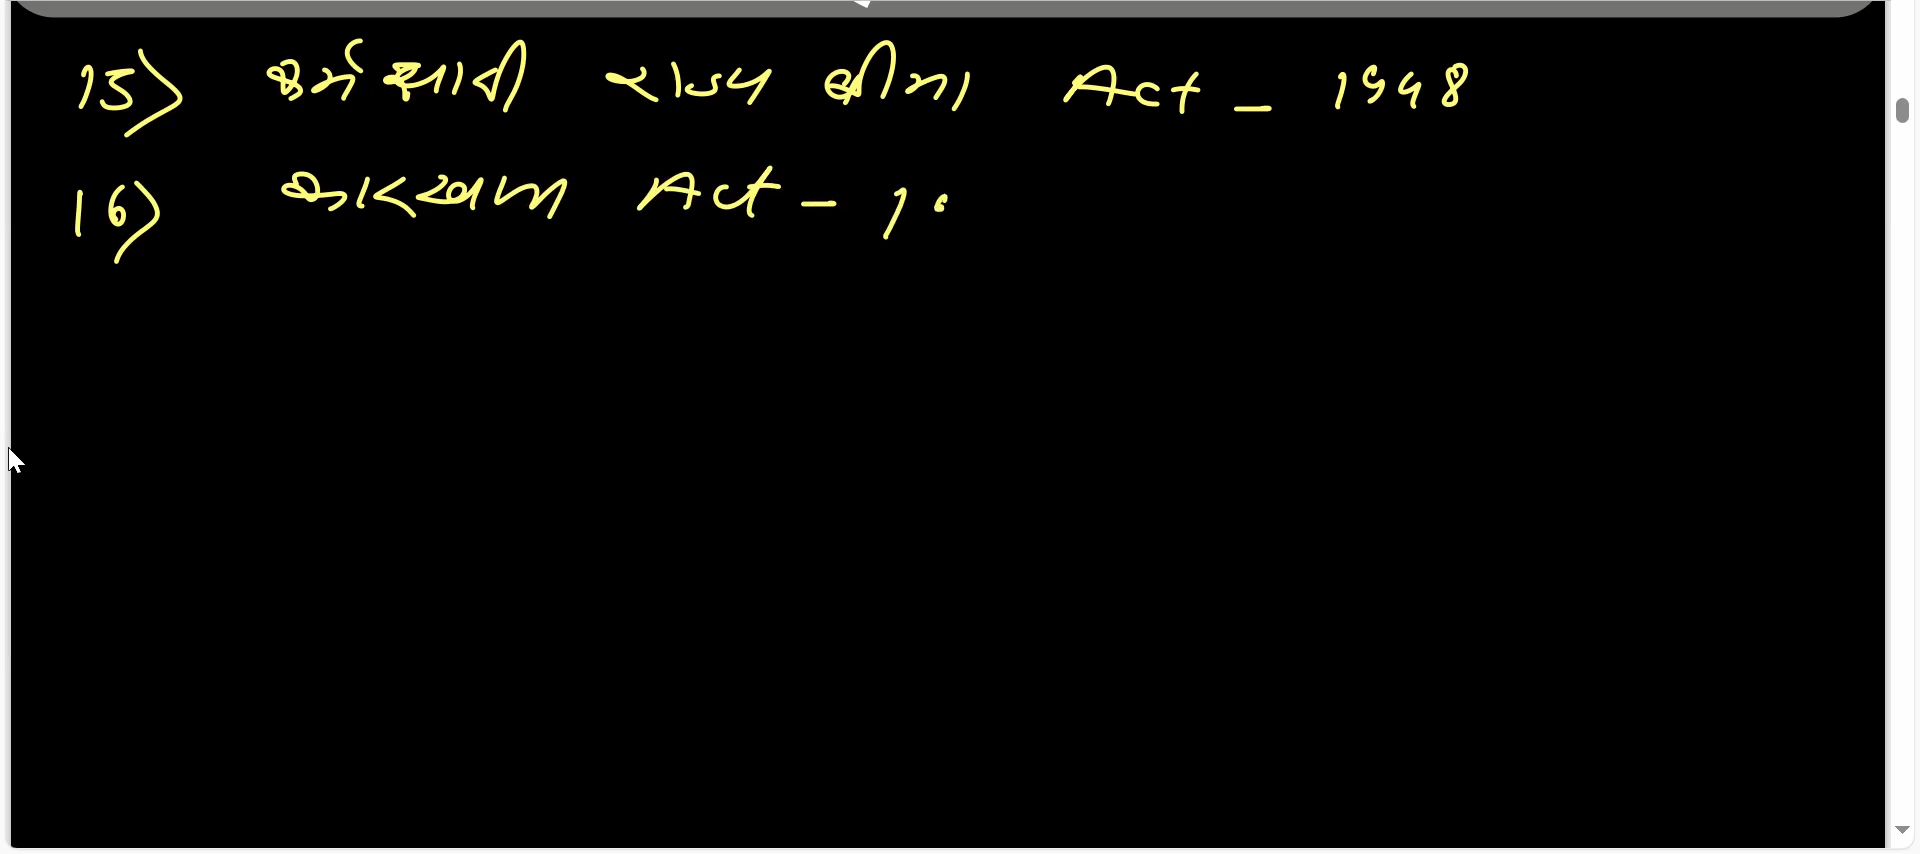 15) કર્મચારી રાજ્ય વીમા Act - 1948
16) કારખાના Act - 1